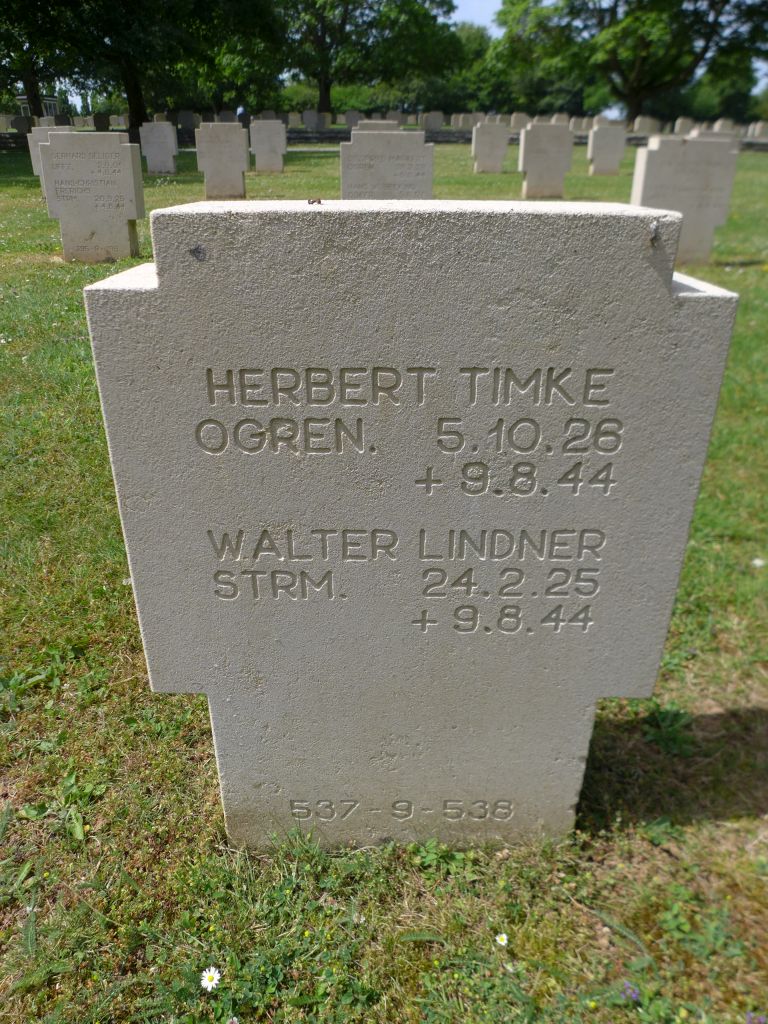 HERBERT TIMKE
OGREN. 5.10.26
+ 9.8.44
WALTER LINDNER
STRM. 24.2.25
+ 9.8.44
537-9-538